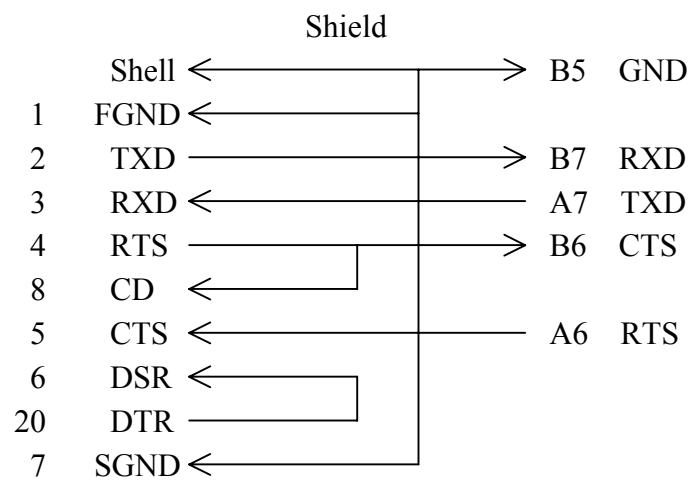 Shield
Shell B5 GND
1 FGND
2 TXD B7 RXD
3 RXD A7 TXD
4 RTS B6 CTS
8 CD
5 CTS A6 RTS
6 DSR
20 DTR
7 SGND